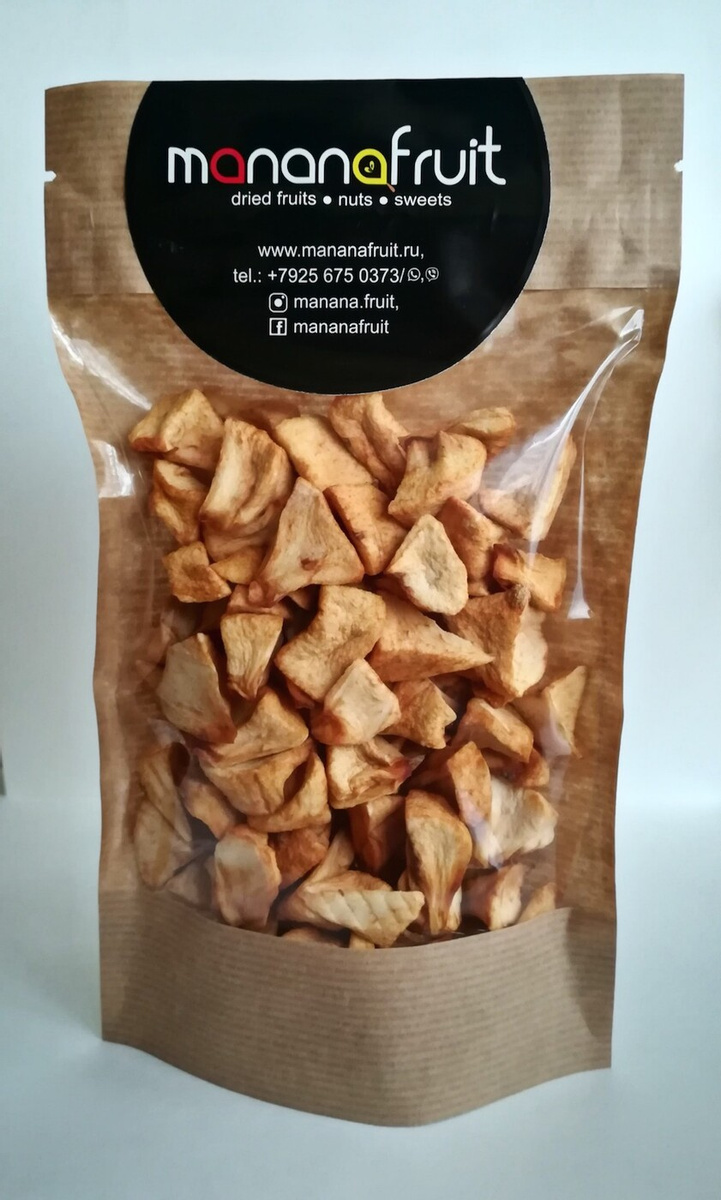 mananafruit
dried fruits ● nuts ● sweets
www.mananafruit.ru,
tel.: +7925 675 0373/ ,
manana.fruit,
mananafruit